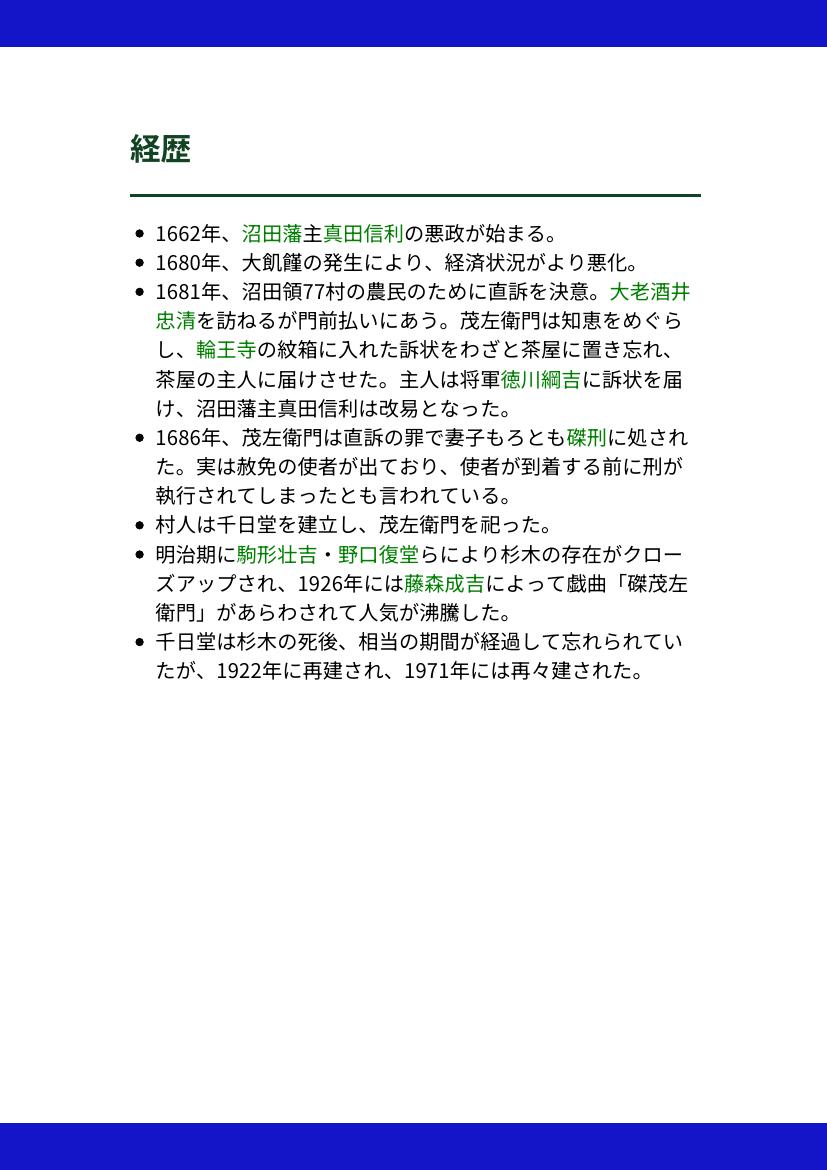 経歴
• 1662年、沼田藩主真田信利の悪政が始まる。
• 1680年、大飢饉の発生により、経済状況がより悪化。
• 1681年、沼田領77村の農民のために直訴を決意。大老酒井
忠清を訪ねるが門前払いにあう。茂左衛門は知恵をめぐら
し、輪王寺の紋箱に入れた訴状をわざと茶屋に置き忘れ、
茶屋の主人に届けさせた。主人は将軍徳川綱吉に訴状を届
け、沼田藩主真田信利は改易となった。
• 1686年、茂左衛門は直訴の罪で妻子もろとも磔刑に処され
た。実は赦免の使者が出ており、使者が到着する前に刑が
執行されてしまったとも言われている。
• 村人は千日堂を建立し、茂左衛門を祀った。
• 明治期に駒形壮吉・野口復堂らにより杉木の存在がクロー
ズアップされ、1926年には藤森成吉によって戯曲「磔茂左
衛門」があらわされて人気が沸騰した。
• 千日堂は杉木の死後、相当の期間が経過して忘れられてい
たが、1922年に再建され、1971年には再々建された。